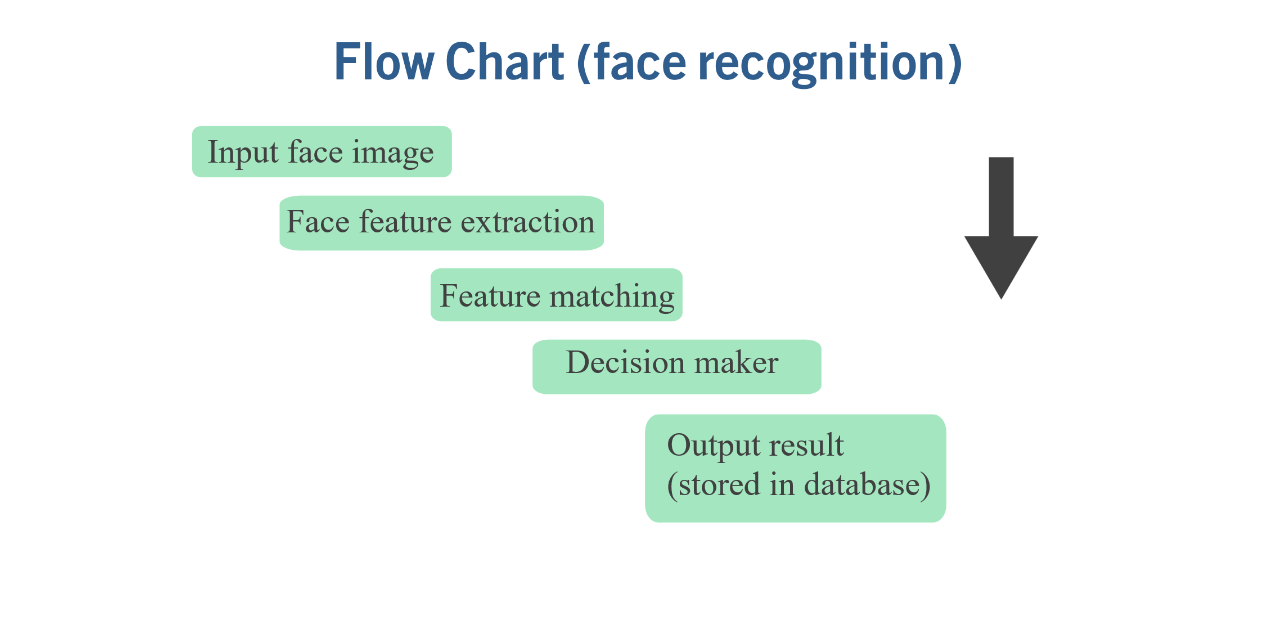 Flow Chart (face recognition)
Input face image
Face feature extraction
Feature matching
Decision maker
Output result
(stored in database)